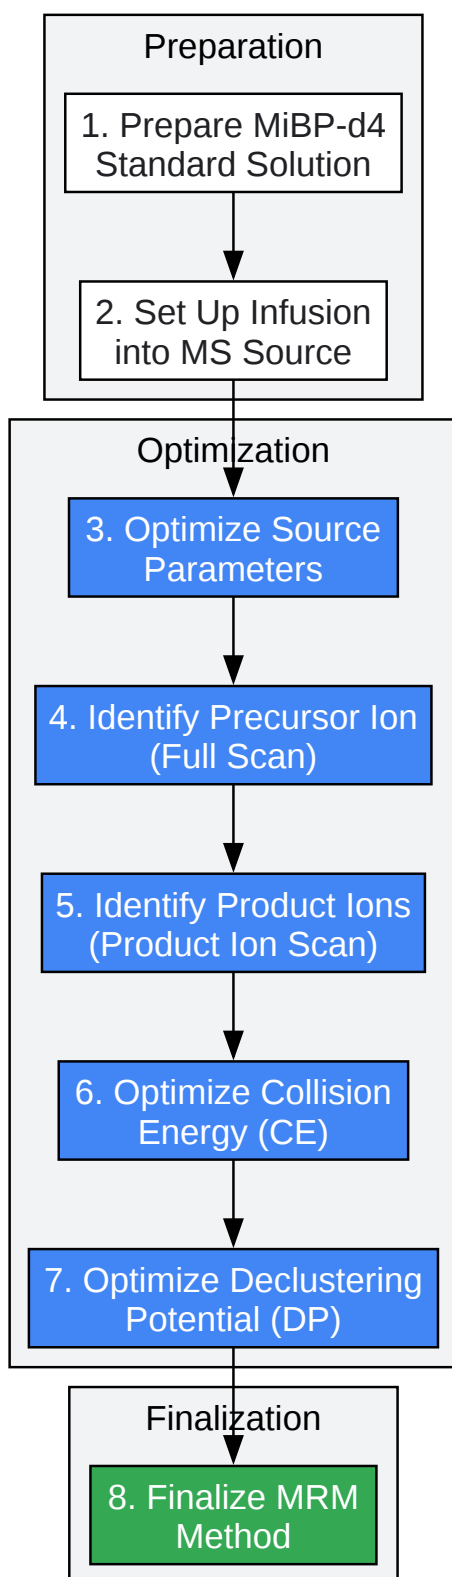 Preparation
1. Prepare MiBP-d4
Standard Solution
2. Set Up Infusion
into MS Source
Optimization
3. Optimize Source
Parameters
4. Identify Precursor Ion
(Full Scan)
5. Identify Product Ions
(Product Ion Scan)
6. Optimize Collision
Energy (CE)
7. Optimize Declustering
Potential (DP)
Finalization
8. Finalize MRM
Method